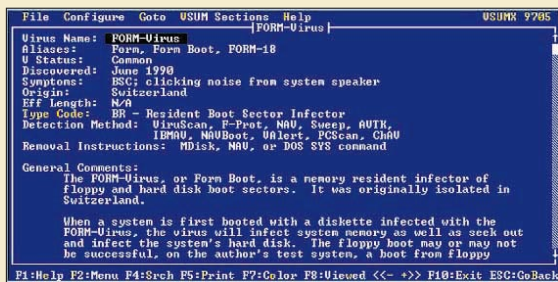 File Configure Goto VSUM Sections Help VSUMX 9705
FORM-Virus
Virus Name: FORM-Virus
Aliases: Form, Form Boot, FORM-18
V Status: Common
Discovered: June 1990
Symptoms: BSC; clicking noise from system speaker
Origin: Switzerland
Eff Length: N/A
Type Code: BR - Resident Boot Sector Infector
Detection Method: ViruScan, F-Prot, NAV, Sweep, AVTK,
IBMAV, NAVBoot, VAlert, PCScan, ChAV
Removal Instructions: MDisk, NAV, or DOS SYS command
General Comments:
The FORM-Virus, or Form Boot, is a memory resident infector of
floppy and hard disk boot sectors. It was originally isolated in
Switzerland.
When a system is first booted with a diskette infected with the
FORM-Virus, the virus will infect system memory as well as seek out
and infect the system's hard disk. The floppy boot may or may not
be successful, on the author's test system, a boot from floppy
F1:Help F2:Menu F4:Srch F5:Print F7:Color F8:Viewed <<- +>> F10:Exit ESC:GoBack